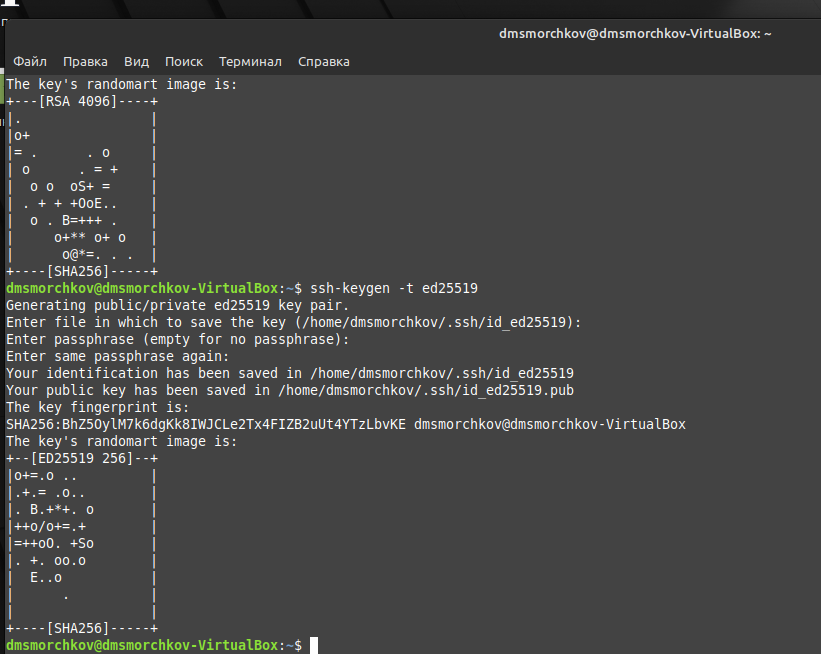 dmsmorchkov@dmsmorchkov-VirtualBox: ~
Файл Правка Вид Поиск Терминал Справка
The key's randomart image is:
+---[RSA 4096]----+
|.                |
|o+               |
|= .      . o     |
| o      . = +    |
|  o o  oS+ =     |
| . + + +OoE..    |
|  o . B=+++ .    |
|     o+** o+ o   |
|      o@*=. . .  |
+----[SHA256]-----+
dmsmorchkov@dmsmorchkov-VirtualBox:~$ ssh-keygen -t ed25519
Generating public/private ed25519 key pair.
Enter file in which to save the key (/home/dmsmorchkov/.ssh/id_ed25519):
Enter passphrase (empty for no passphrase):
Enter same passphrase again:
Your identification has been saved in /home/dmsmorchkov/.ssh/id_ed25519
Your public key has been saved in /home/dmsmorchkov/.ssh/id_ed25519.pub
The key fingerprint is:
SHA256:BhZ5OylM7k6dgKk8IWJCLe2Tx4FIZB2uUt4YTzLbvKE dmsmorchkov@dmsmorchkov-VirtualBox
The key's randomart image is:
+--[ED25519 256]--+
|o+=.o ..         |
|.+.= .o..        |
|. B.+*+. o       |
|++o/o+=.+        |
|=++oO. +So       |
|. +. oo.o        |
|  E..o           |
|      .          |
|                 |
+----[SHA256]-----+
dmsmorchkov@dmsmorchkov-VirtualBox:~$